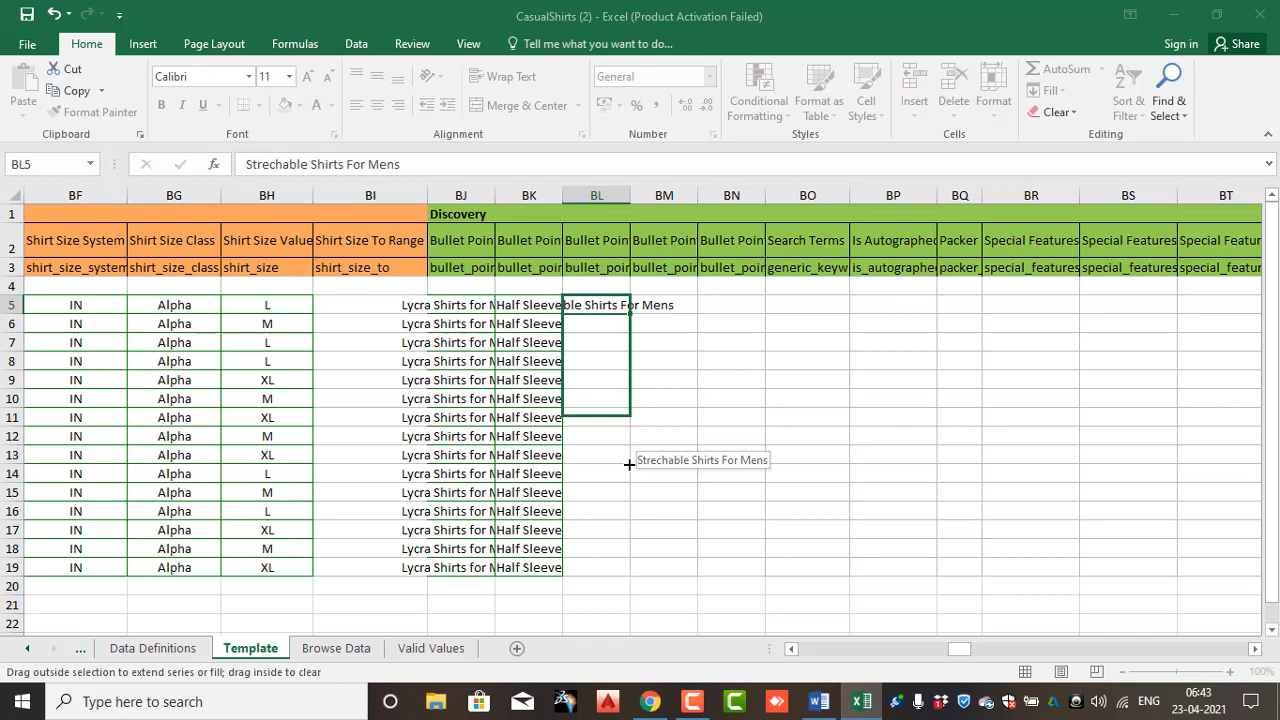 CasualShirts (2) - Excel (Product Activation Failed)
File Home Insert Page Layout Formulas Data Review View Tell me what you want to do... Sign in Share
Paste Cut Copy Format Painter Clipboard
Calibri 11 B I U A A A Font
Wrap Text Merge & Center Alignment
General % , Number
Conditional Formatting Format as Table Cell Styles Styles
Insert Delete Format Cells
AutoSum Fill Clear Sort & Filter Find & Select Editing
BL5 fx Strechable Shirts For Mens
BF BG BH BI BJ BK BL BM BN BO BP BQ BR BS BT
1 Discovery
2 Shirt Size System Shirt Size Class Shirt Size Value Shirt Size To Range Bullet Poin Bullet Poin Bullet Poin Bullet Poin Bullet Poin Search Terms Is Autographe Packer Special Features Special Features Special Featur
3 shirt_size_system shirt_size_class shirt_size shirt_size_to bullet_poi bullet_poi bullet_poi bullet_poi bullet_poi generic_keyw is_autographe packer_ special_features special_features special_featur
4
5 IN Alpha L Lycra Shirts for M Half Sleeve ble Shirts For Mens
6 IN Alpha M Lycra Shirts for M Half Sleeve
7 IN Alpha L Lycra Shirts for M Half Sleeve
8 IN Alpha L Lycra Shirts for M Half Sleeve
9 IN Alpha XL Lycra Shirts for M Half Sleeve
10 IN Alpha M Lycra Shirts for M Half Sleeve
11 IN Alpha XL Lycra Shirts for M Half Sleeve
12 IN Alpha M Lycra Shirts for M Half Sleeve
13 IN Alpha XL Lycra Shirts for M Half Sleeve Strechable Shirts For Mens
14 IN Alpha L Lycra Shirts for M Half Sleeve
15 IN Alpha M Lycra Shirts for M Half Sleeve
16 IN Alpha L Lycra Shirts for M Half Sleeve
17 IN Alpha XL Lycra Shirts for M Half Sleeve
18 IN Alpha M Lycra Shirts for M Half Sleeve
19 IN Alpha XL Lycra Shirts for M Half Sleeve
20
21
22
... Data Definitions Template Browse Data Valid Values
Drag outside selection to extend series or fill; drag inside to clear 100%
Type here to search ENG 06:43
23-04-2021